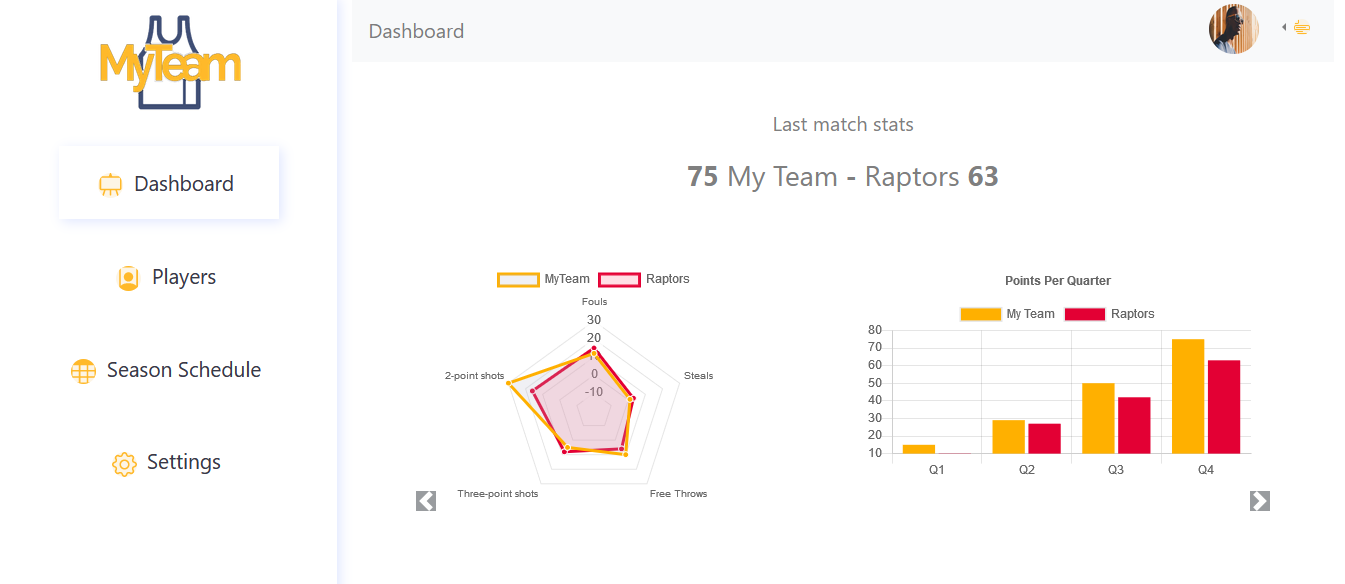 MyTeam
Dashboard
Players
Season Schedule
Settings
Dashboard
Last match stats
75 My Team - Raptors 63
MyTeam Raptors
Fouls
30
20
0
-10
2-point shots
Steals
Three-point shots
Free Throws
Points Per Quarter
My Team Raptors
80
70
60
50
40
30
20
10
Q1 Q2 Q3 Q4